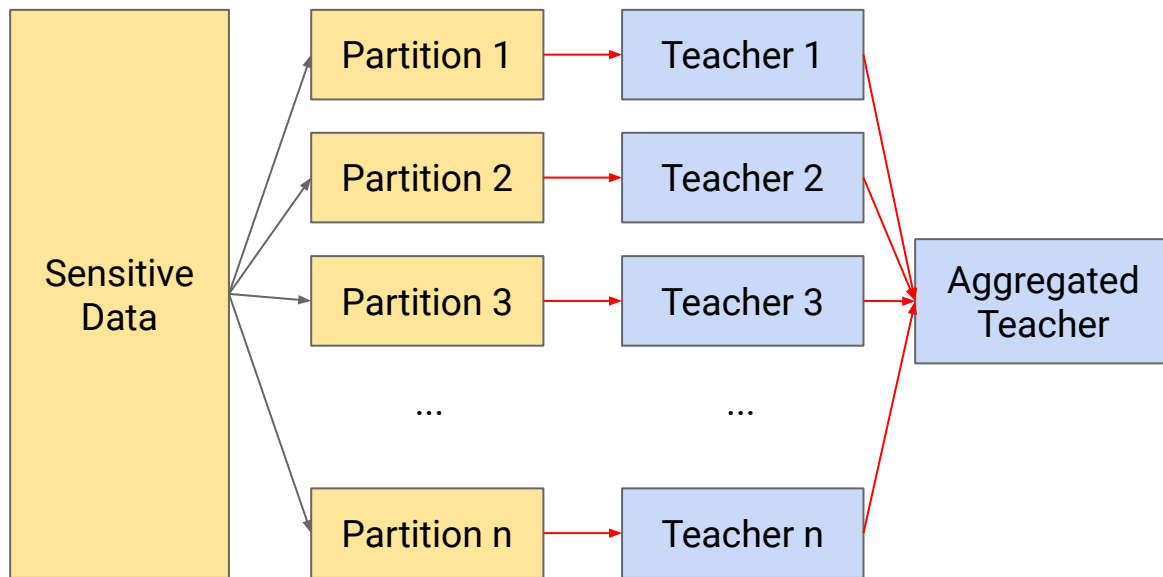 Sensitive
Data
Partition 1
Teacher 1
Partition 2
Teacher 2
Partition 3
Teacher 3
...
...
Partition n
Teacher n
Aggregated
Teacher